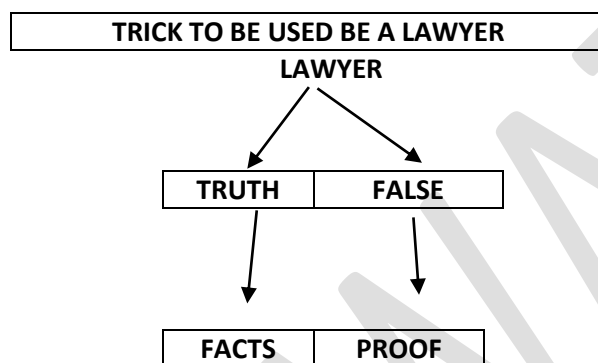 TRICK TO BE USED BE A LAWYER
LAWYER
TRUTH FALSE
FACTS PROOF